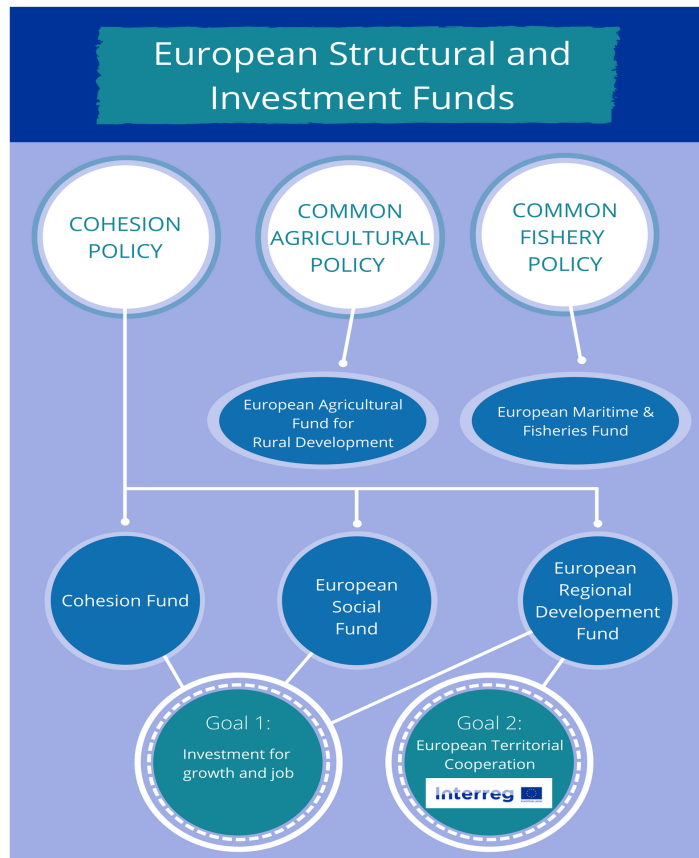 European Structural and
Investment Funds
COHESION
POLICY
COMMON
AGRICULTURAL
POLICY
COMMON
FISHERY
POLICY
European Agricultural
Fund for
Rural Development
European Maritime &
Fisheries Fund
Cohesion Fund
European
Social
Fund
European
Regional
Developement
Fund
Goal 1:
Investment for
growth and job
Goal 2:
European Territorial
Cooperation
Interreg